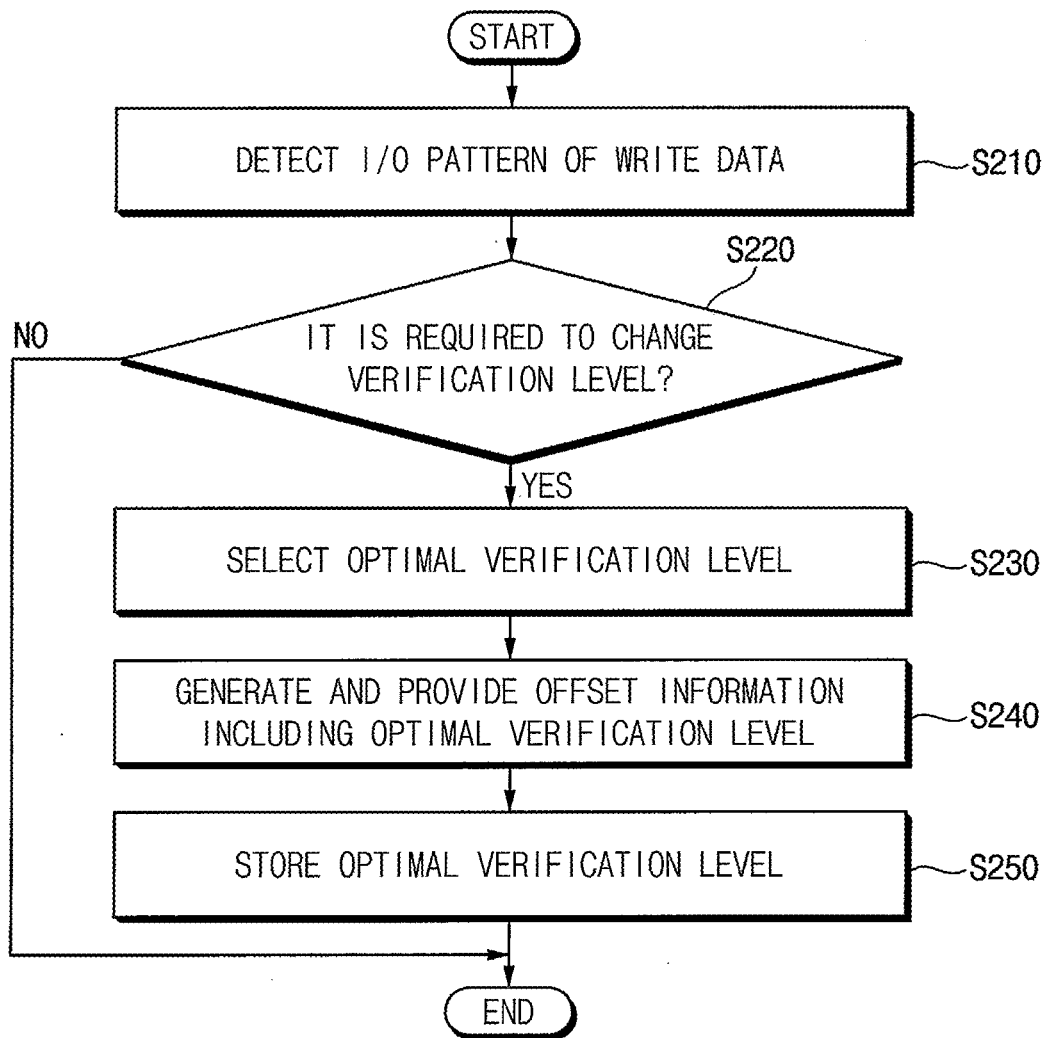 START
DETECT I/O PATTERN OF WRITE DATA
S210
S220
NO
IT IS REQUIRED TO CHANGE
VERIFICATION LEVEL?
YES
SELECT OPTIMAL VERIFICATION LEVEL
S230
GENERATE AND PROVIDE OFFSET INFORMATION
INCLUDING OPTIMAL VERIFICATION LEVEL
S240
STORE OPTIMAL VERIFICATION LEVEL
S250
END